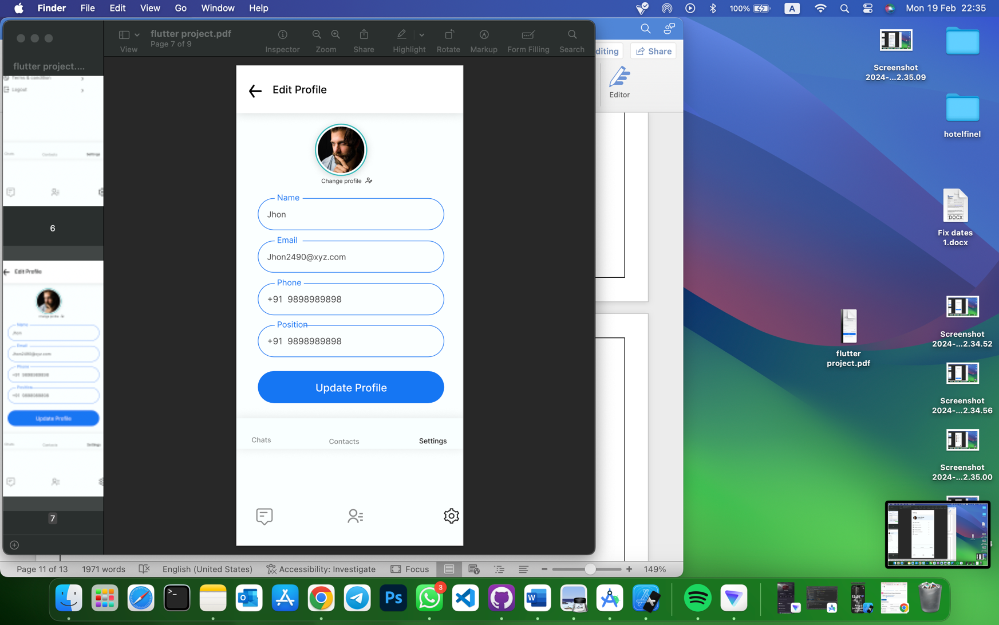 Finder File Edit View Go Window Help 100% A Mon 19 Feb 22:35
flutter project.pdf
Page 7 of 9
View Inspector Zoom Share Highlight Rotate Markup Form Filling Search
flutter project....
Terms & condition
Logout
Chats Contacts Settings
6
Edit Profile
Change profile
Name
Jhon
Email
Jhon2490@xyz.com
Phone
+91 9898989898
Position
+91 9898989898
Update Profile
Chats Contacts Settings
7
Edit Profile
Change profile
Name
Jhon
Email
Jhon2490@xyz.com
Phone
+91 9898989898
Position
+91 9898989898
Update Profile
Chats Contacts Settings
diting Share
Editor
Page 11 of 13 1971 words English (United States) Accessibility: Investigate Focus 149%
Screenshot
2024-...2.35.09
hotelfinel
DOCX
Fix dates
1.docx
flutter
project.pdf
Screenshot
2024-...2.34.52
Screenshot
2024-...2.34.56
Screenshot
2024-...2.35.00
Ps
3
W